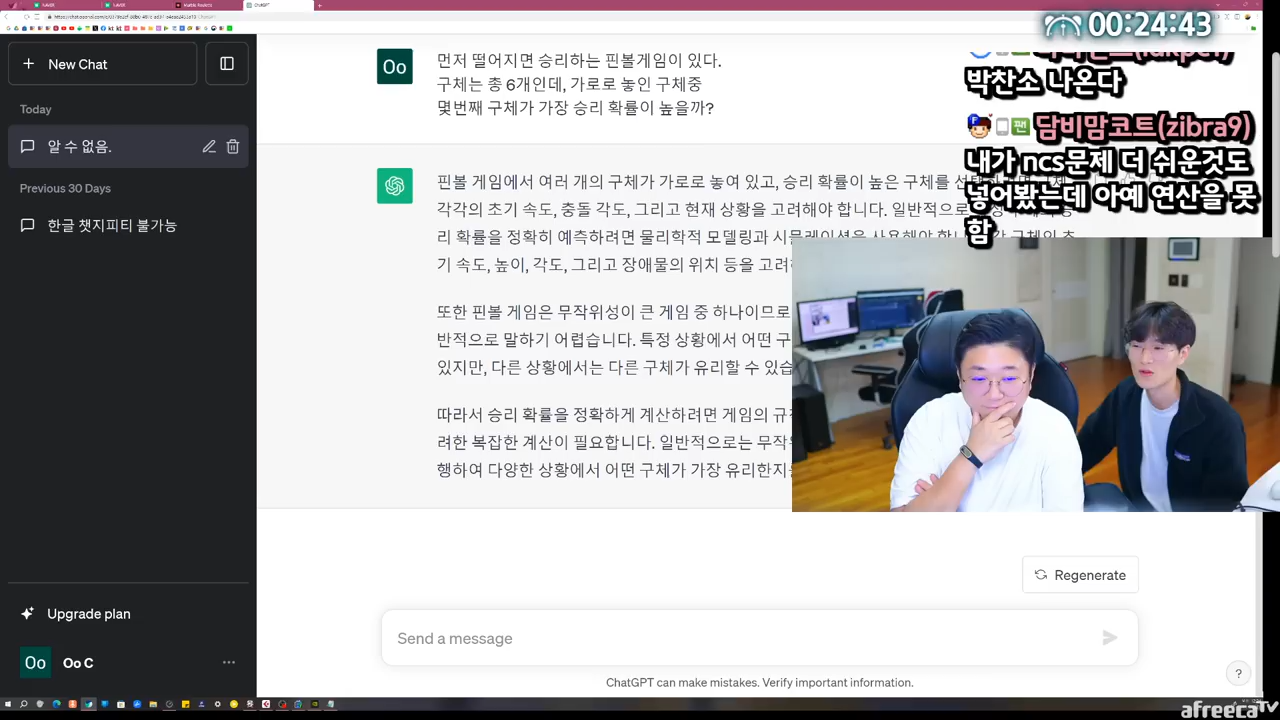 NAVER
NAVER
Marble Roulette
ChatGPT
00:24:43
New Chat
Today
알 수 없음.
Previous 30 Days
한글 챗지피티 불가능
Upgrade plan
Oo
Oo C
Oo
먼저 떨어지면 승리하는 핀볼게임이 있다.
구체는 총 6개인데, 가로로 놓인 구체중
몇번째 구체가 가장 승리 확률이 높을까?
핀볼 게임에서 여러 개의 구체가 가로로 놓여 있고, 승리 확률이 높은 구체를
각각의 초기 속도, 충돌 각도, 그리고 현재 상황을 고려해야 합니다. 일반적으로
리 확률을 정확히 예측하려면 물리학적 모델링과 시뮬레이션을 사용해야
기 속도, 높이, 각도, 그리고 장애물의 위치 등을
또한 핀볼 게임은 무작위성이 큰 게임 중 하나이므로
반적으로 말하기 어렵습니다. 특정 상황에서 어떤
있지만, 다른 상황에서는 다른 구체가 유리할 수
따라서 승리 확률을 정확하게 계산하려면 게임의
려한 복잡한 계산이 필요합니다. 일반적으로는
행하여 다양한 상황에서 어떤 구체가 가장
박찬소 나온다
담비맘코트(zibra9)
내가 ncs문제 더 쉬운것도
넣어봤는데 아예 연산을 못
함
Regenerate
Send a message
ChatGPT can make mistakes. Verify important information.
?
afreecaTV